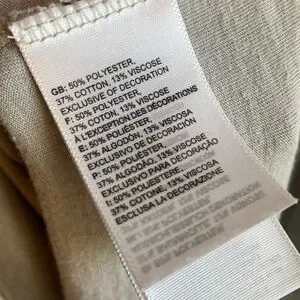 GB: 50% POLYESTER,
37% COTTON, 13% VISCOSE
EXCLUSIVE OF DECORATION
F: 50% POLYESTER,
37% COTON, 13% VISCOSE
À L'EXCEPTION DES DÉCORATIONS
E: 50% POLIÉSTER,
37% ALGODÓN, 13% VISCOSA
EXCLUSIVO DE DECORACIÓN
P: 50% POLIÉSTER,
37% ALGODÃO, 13% VISCOSE
EXCLUSIVO PARA DECORAÇÃO
I: 50% POLIESTERE,
37% COTONE, 13% VISCOSA
ESCLUSA LA DECORAZIONE